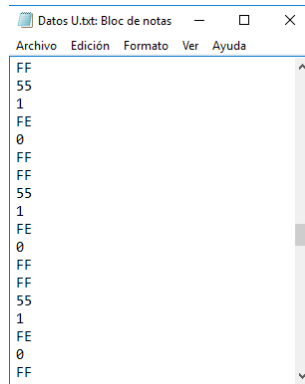 Datos U.txt: Bloc de notas
Archivo Edición Formato Ver Ayuda
FF
55
1
FE
0
FF
FF
55
1
FE
0
FF
FF
55
1
FE
0
FF